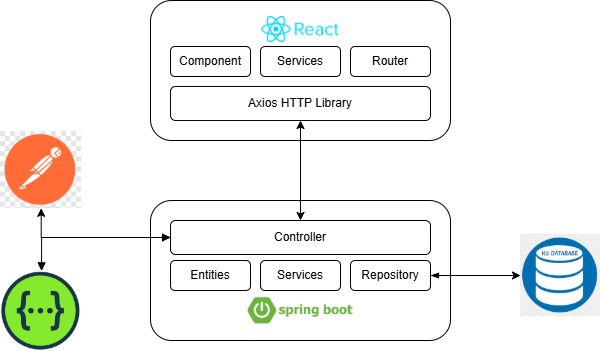 React
Component
Services
Router
Axios HTTP Library
Controller
Entities
Services
Repository
H2 DATABASE
{...}
spring boot